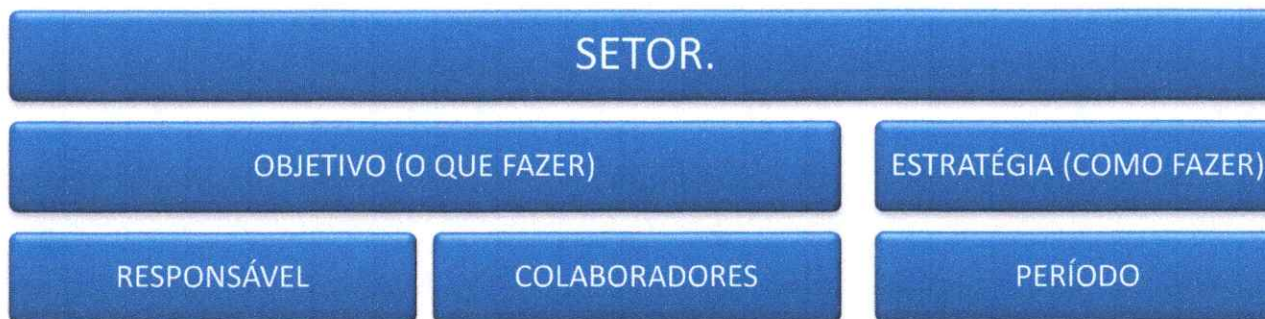 SETOR.
OBJETIVO (O QUE FAZER)
ESTRATÉGIA (COMO FAZER)
RESPONSÁVEL
COLABORADORES
PERÍODO